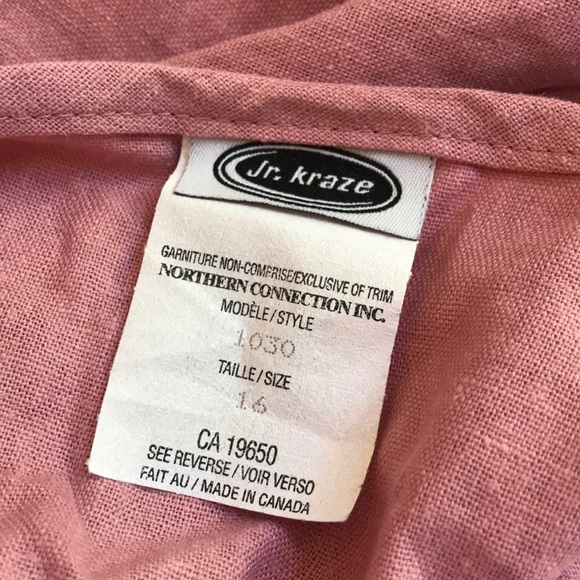 Jr. kraze
GARNITURE NON-COMPRISE/EXCLUSIVE OF TRIM
NORTHERN CONNECTION INC.
MODÈLE/STYLE
1030
TAILLE/SIZE
16
CA 19650
SEE REVERSE/VOIR VERSO
FAIT AU/MADE IN CANADA